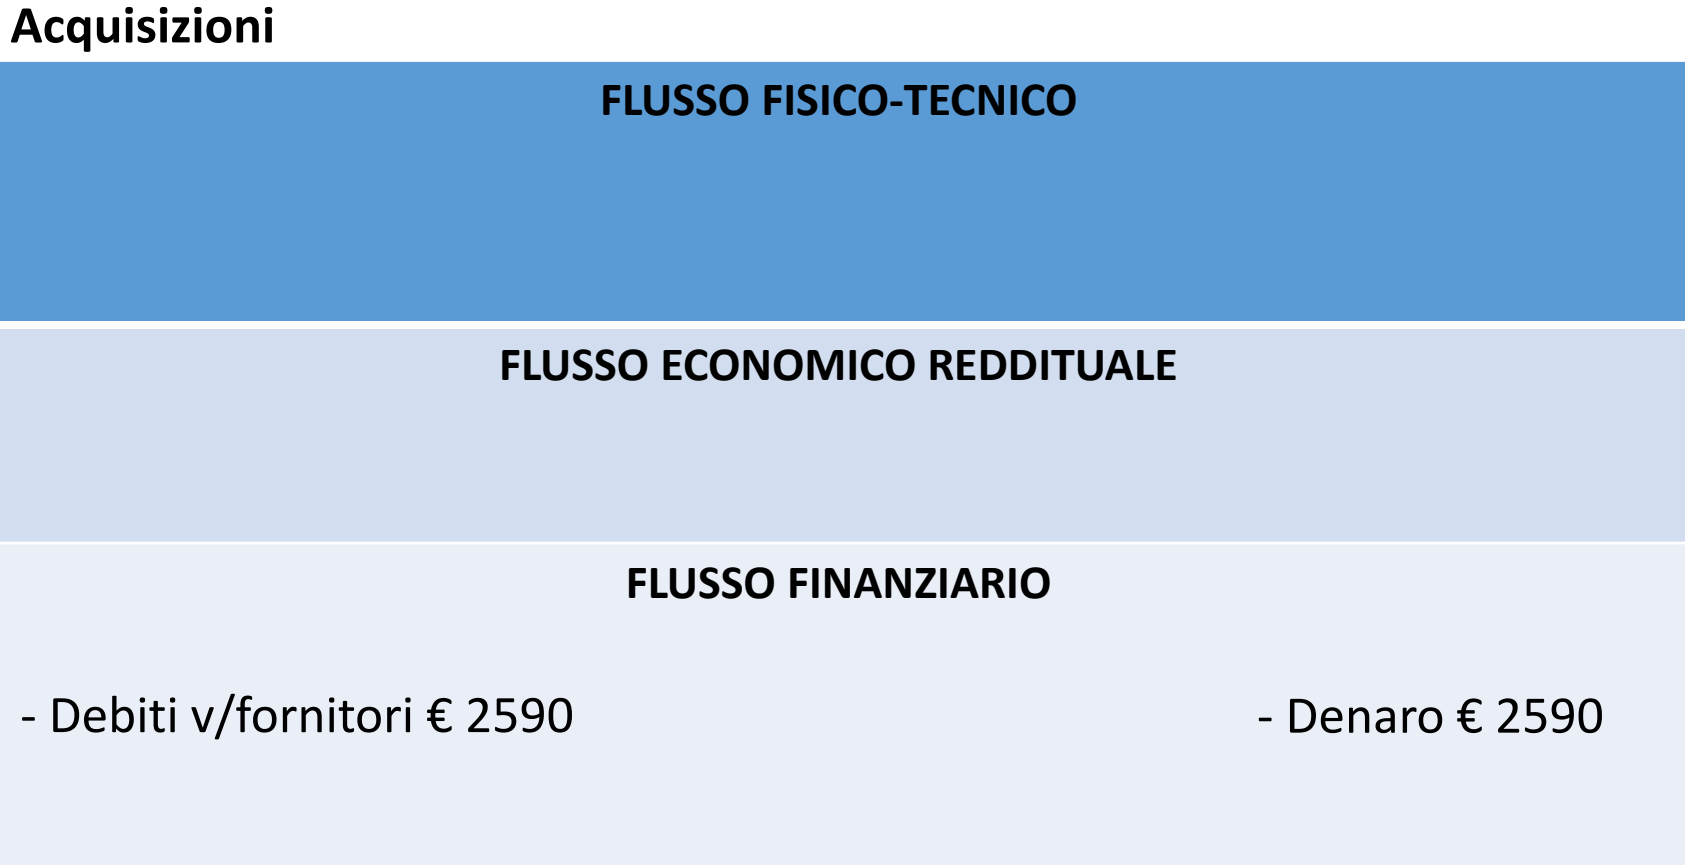 Acquisizioni
FLUSSO FISICO-TECNICO
FLUSSO ECONOMICO REDDITUALE
FLUSSO FINANZIARIO
- Debiti v/fornitori € 2590 - Denaro € 2590